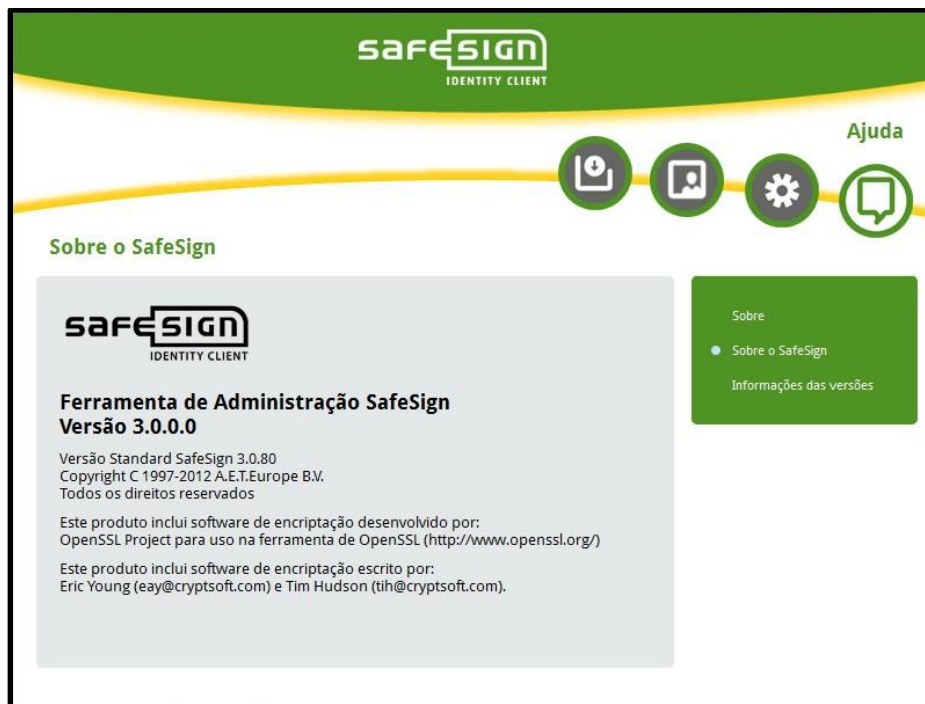 safesign
IDENTITY CLIENT
Ajuda
Sobre o SafeSign
safesign
IDENTITY CLIENT
Ferramenta de Administração SafeSign
Versão 3.0.0.0
Versão Standard SafeSign 3.0.80
Copyright C 1997-2012 A.E.T.Europe B.V.
Todos os direitos reservados
Este produto inclui software de encriptação desenvolvido por:
OpenSSL Project para uso na ferramenta de OpenSSL (http://www.openssl.org/)
Este produto inclui software de encriptação escrito por:
Eric Young (eay@cryptsoft.com) e Tim Hudson (tih@cryptsoft.com).
Sobre
Sobre o SafeSign
Informações das versões